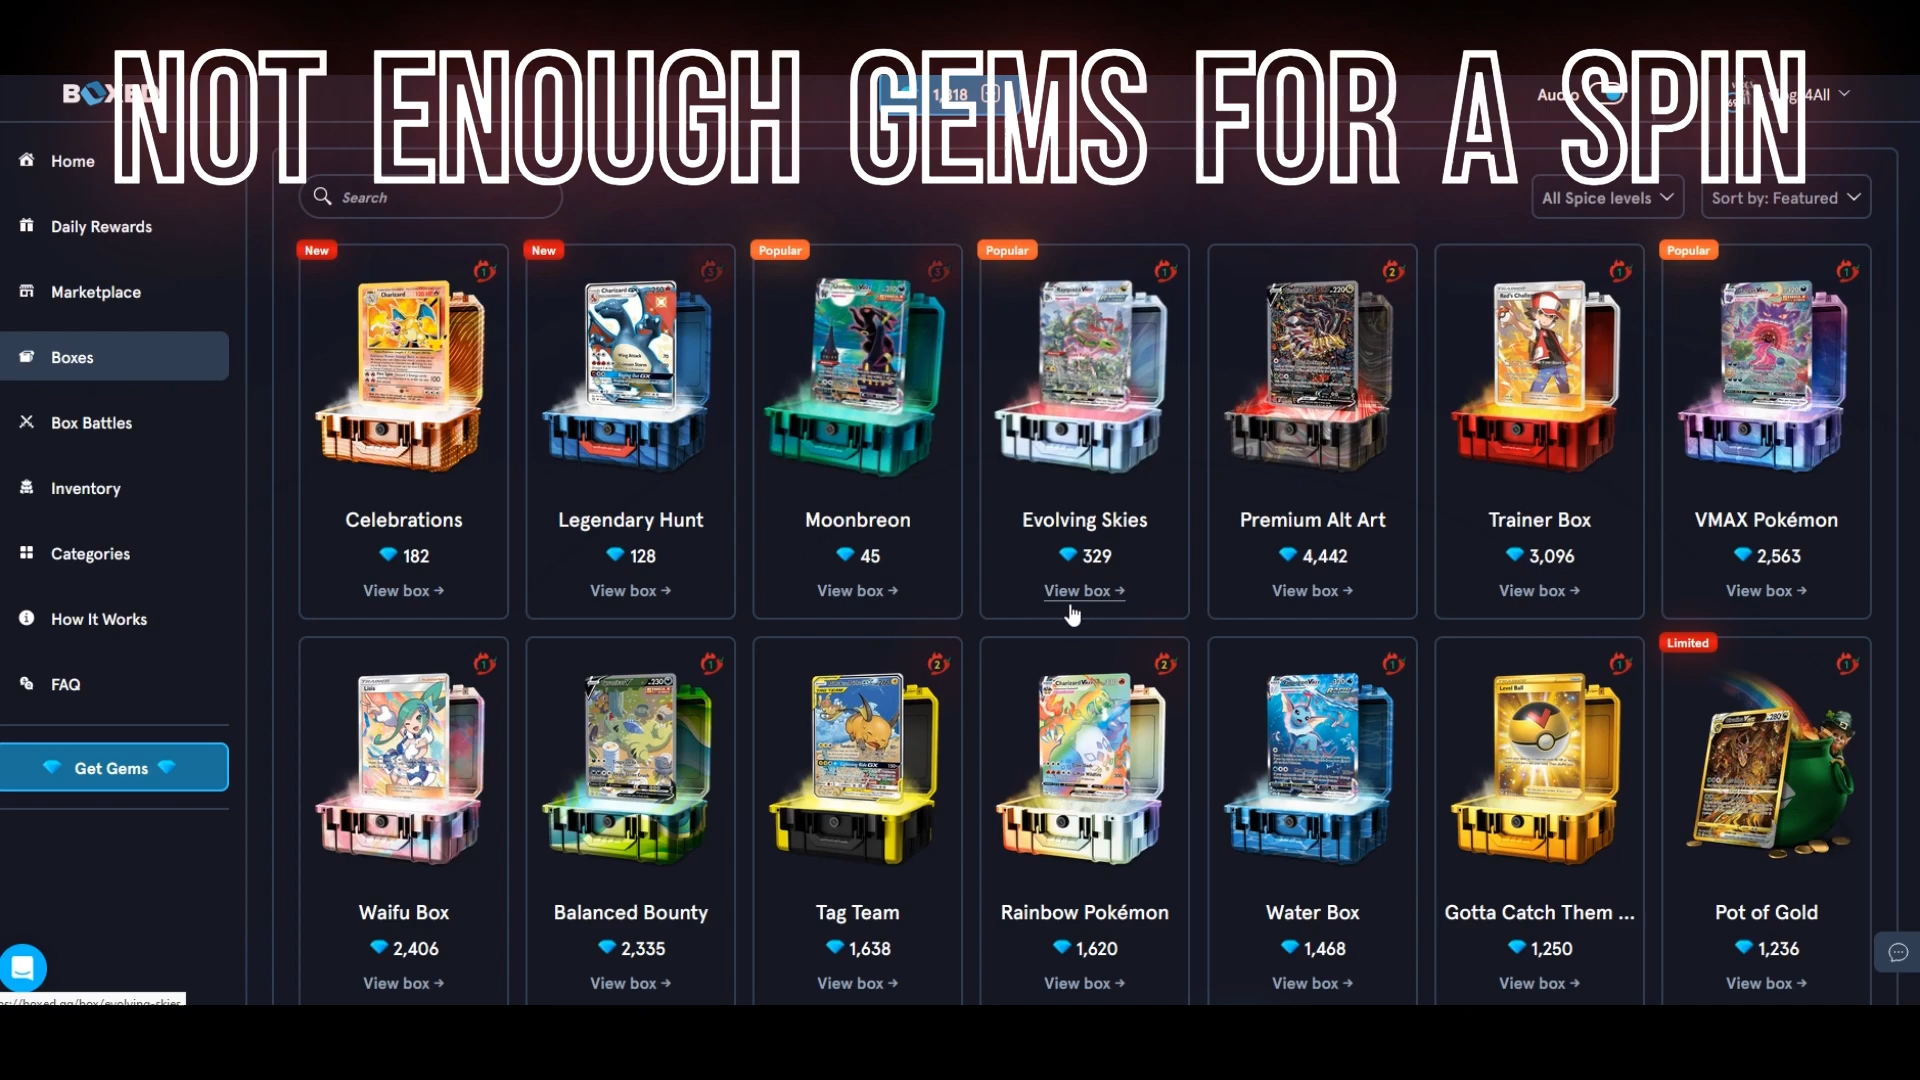 NOT ENOUGH GEMS FOR A SPIN
BOXED
Audio
Home
Search
All Spice levels
Sort by: Featured
Daily Rewards
Marketplace
Boxes
Box Battles
Inventory
Categories
How It Works
FAQ
Get Gems
New
New
Popular
Popular
Popular
Celebrations
Legendary Hunt
Moonbreon
Evolving Skies
Premium Alt Art
Trainer Box
VMAX Pokémon
182
128
45
329
4,442
3,096
2,563
View box →
View box →
View box →
View box →
View box →
View box →
View box →
Limited
Waifu Box
Balanced Bounty
Tag Team
Rainbow Pokémon
Water Box
Gotta Catch Them ...
Pot of Gold
2,406
2,335
1,638
1,620
1,468
1,250
1,236
View box →
View box →
View box →
View box →
View box →
View box →
View box →